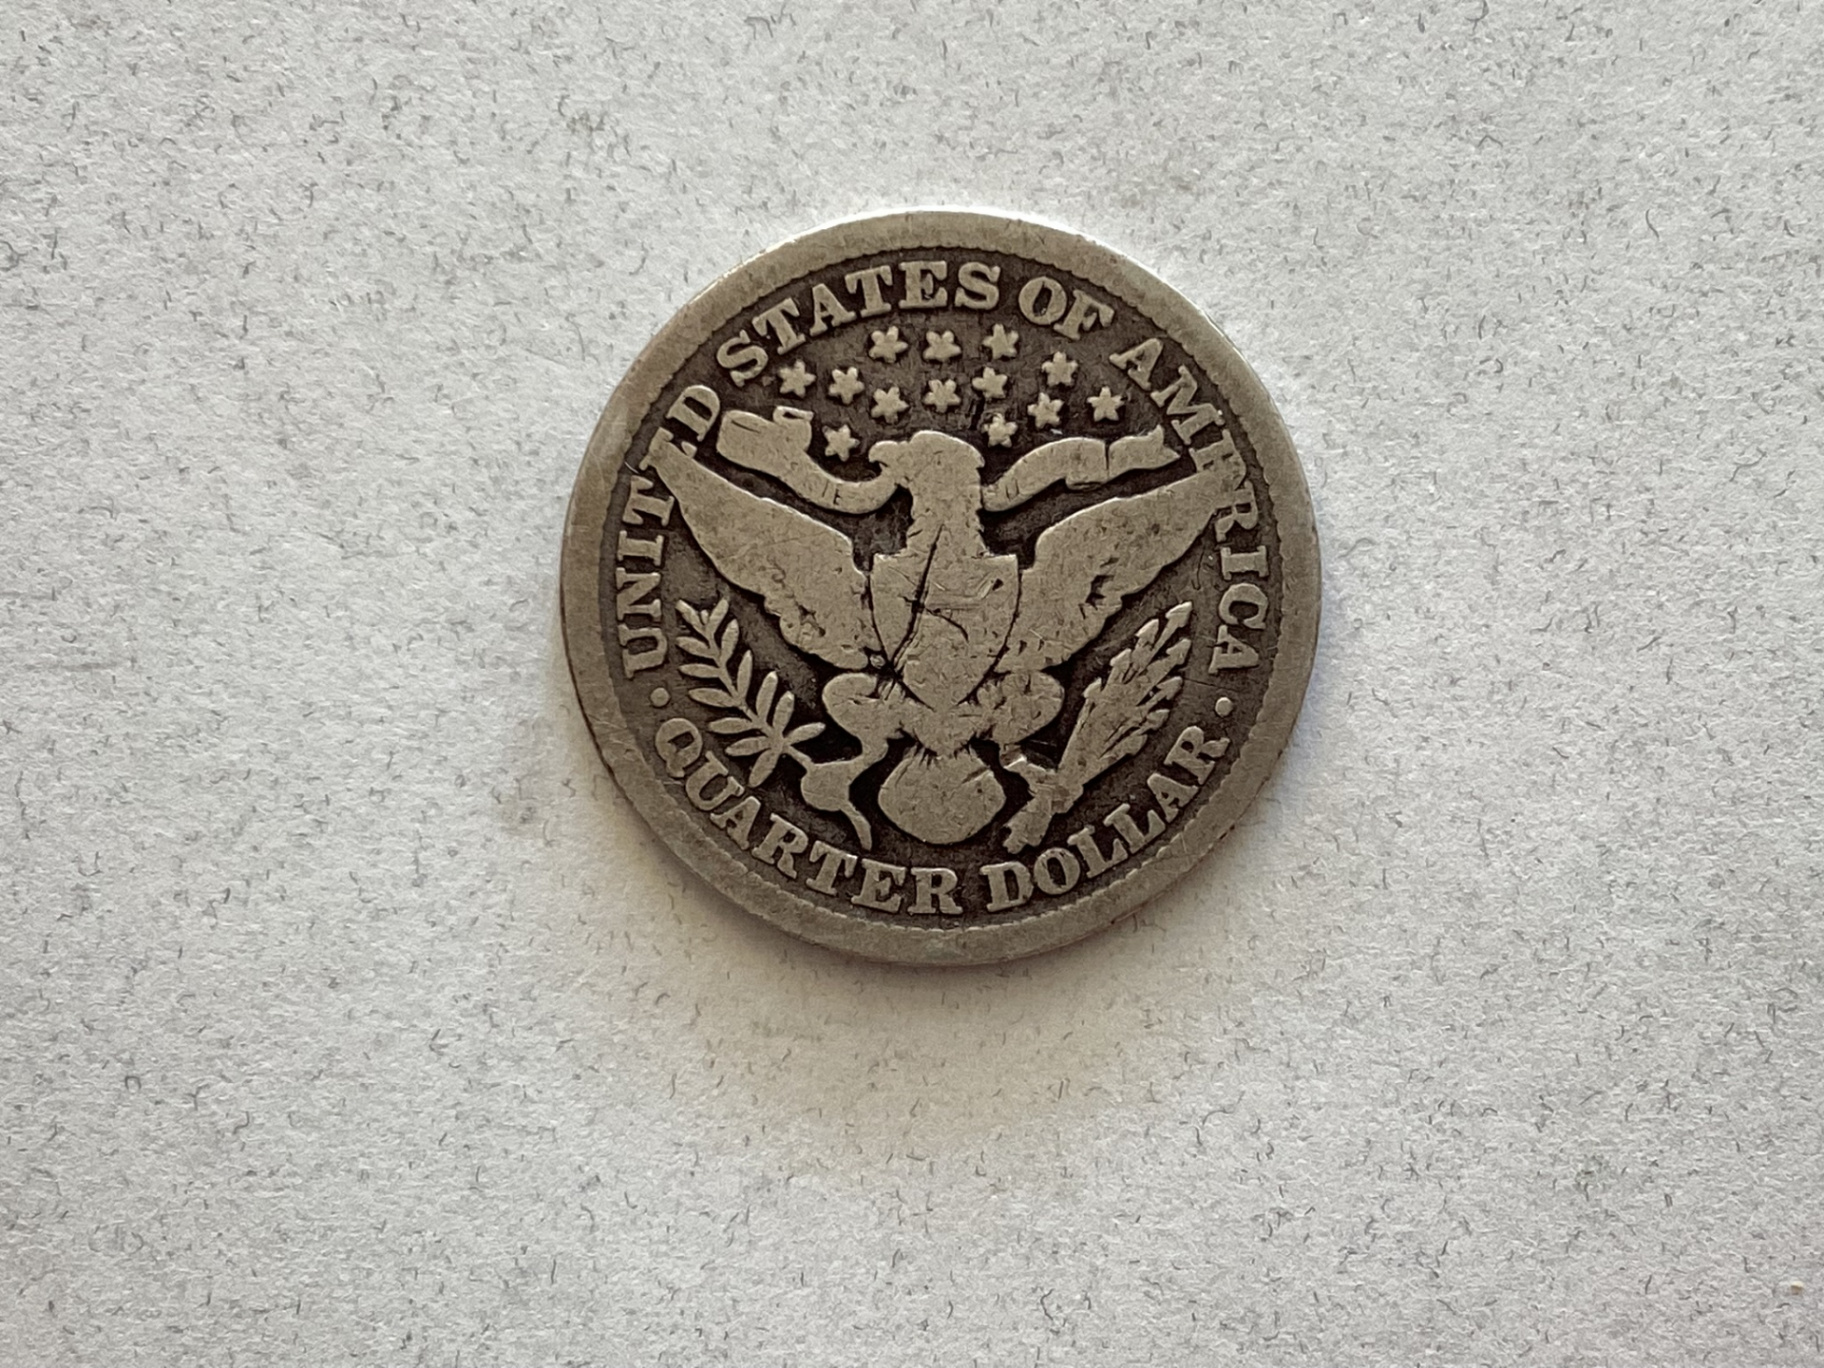 UNITED STATES OF AMERICA
· QUARTER DOLLAR ·